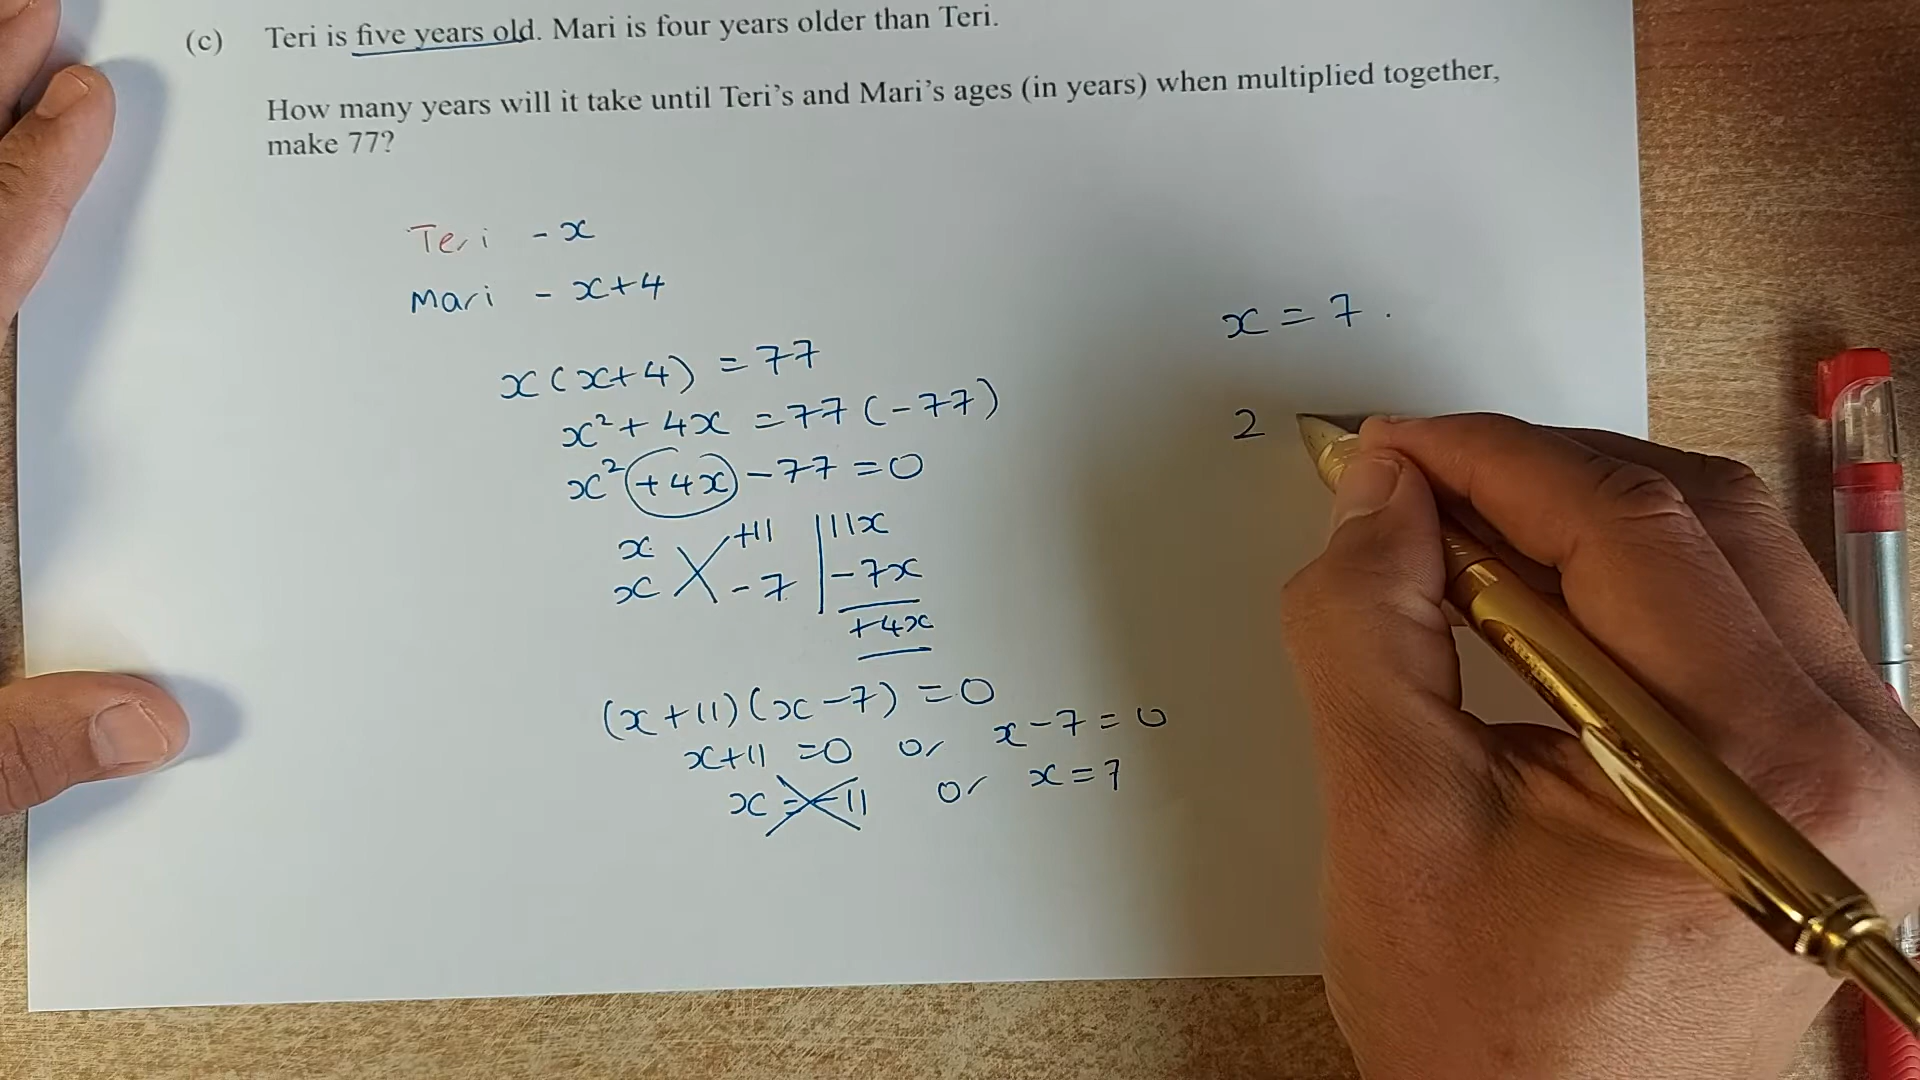 (c) Teri is five years old. Mari is four years older than Teri.
How many years will it take until Teri's and Mari's ages (in years) when multiplied together,
make 77?
Teri - x
Mari - x+4
x(x+4) = 77
x² + 4x = 77 (-77)
x² +4x -77 = 0
x +11 | 11x
x -7 | -7x
+4x
(x+11)(x-7) = 0
x+11 = 0 or x-7 = 0
x = -11 or x = 7
x = 7.
2